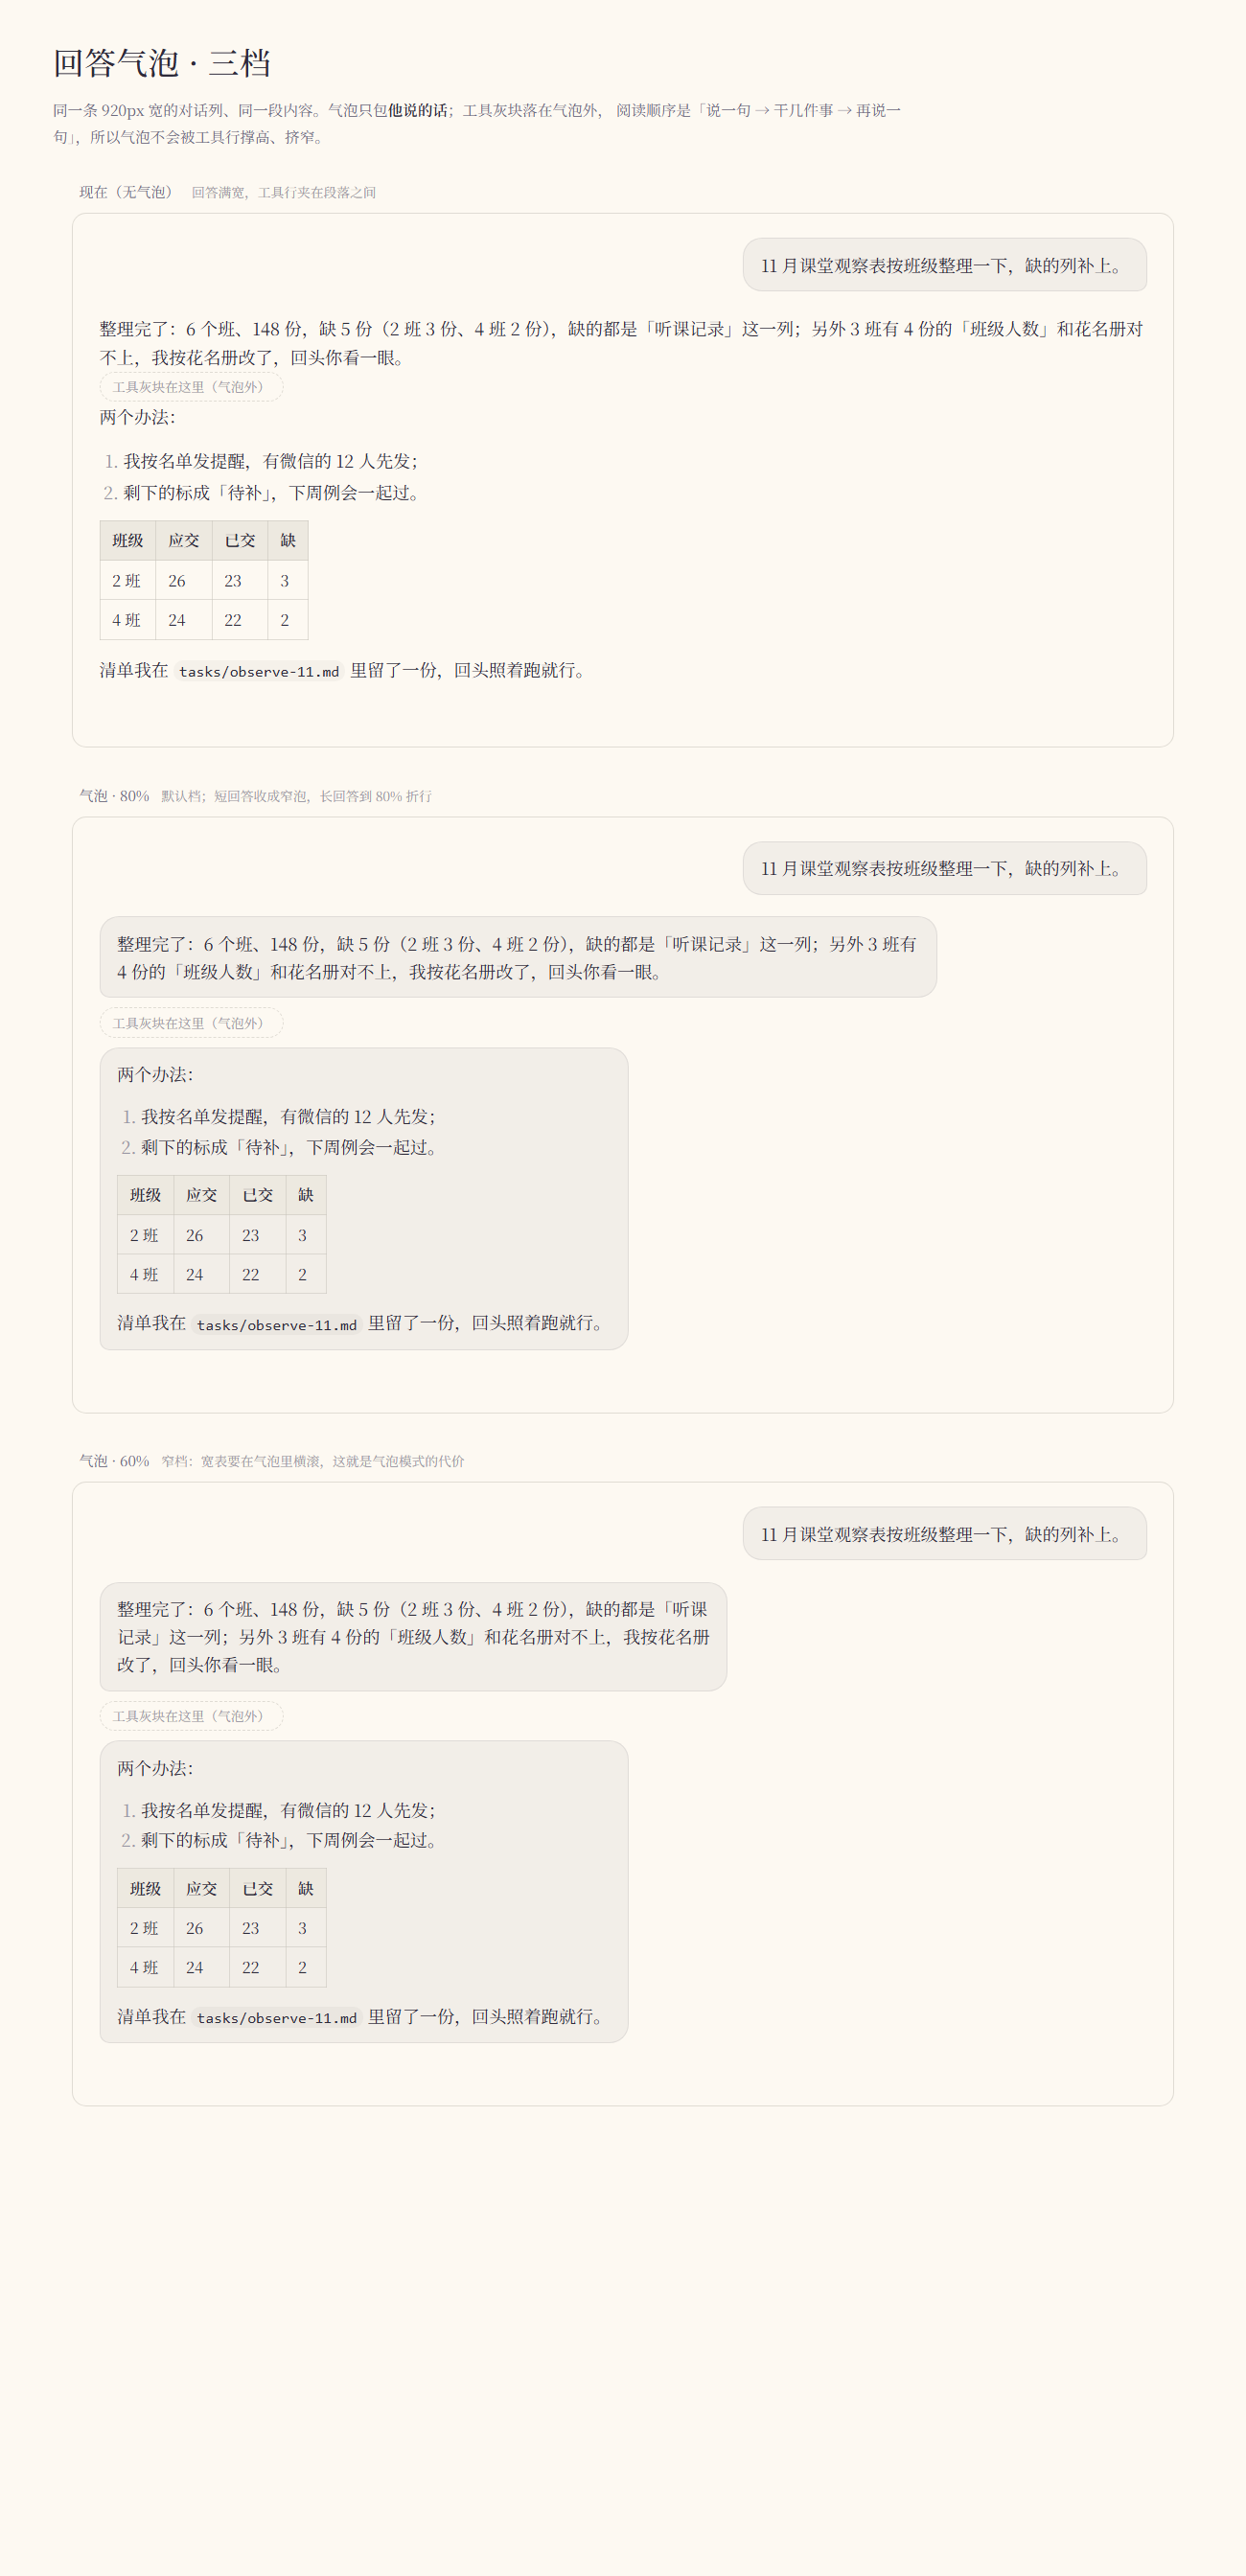 回答气泡 · 三档
同一条 920px 宽的对话列、同一段内容。气泡只包他说的话；工具灰块落在气泡外， 阅读顺序是「说一句 → 干几件事 → 再说一
句」，所以气泡不会被工具行撑高、挤窄。
现在（无气泡） 回答满宽，工具行夹在段落之间
11 月课堂观察表按班级整理一下，缺的列补上。
整理完了：6 个班、148 份，缺 5 份（2 班 3 份、4 班 2 份），缺的都是「听课记录」这一列；另外 3 班有 4 份的「班级人数」和花名册对
不上，我按花名册改了，回头你看一眼。
工具灰块在这里（气泡外）
两个办法：
1. 我按名单发提醒，有微信的 12 人先发；
2. 剩下的标成「待补」，下周例会一起过。
班级 应交 已交 缺
2 班 26 23 3
4 班 24 22 2
清单我在 tasks/observe-11.md 里留了一份，回头照着跑就行。
气泡 · 80% 默认档；短回答收成窄泡，长回答到 80% 折行
11 月课堂观察表按班级整理一下，缺的列补上。
整理完了：6 个班、148 份，缺 5 份（2 班 3 份、4 班 2 份），缺的都是「听课记录」这一列；另外 3 班有
4 份的「班级人数」和花名册对不上，我按花名册改了，回头你看一眼。
工具灰块在这里（气泡外）
两个办法：
1. 我按名单发提醒，有微信的 12 人先发；
2. 剩下的标成「待补」，下周例会一起过。
班级 应交 已交 缺
2 班 26 23 3
4 班 24 22 2
清单我在 tasks/observe-11.md 里留了一份，回头照着跑就行。
气泡 · 60% 窄档：宽表要在气泡里横滚，这就是气泡模式的代价
11 月课堂观察表按班级整理一下，缺的列补上。
整理完了：6 个班、148 份，缺 5 份（2 班 3 份、4 班 2 份），缺的都是「听课
记录」这一列；另外 3 班有 4 份的「班级人数」和花名册对不上，我按花名册
改了，回头你看一眼。
工具灰块在这里（气泡外）
两个办法：
1. 我按名单发提醒，有微信的 12 人先发；
2. 剩下的标成「待补」，下周例会一起过。
班级 应交 已交 缺
2 班 26 23 3
4 班 24 22 2
清单我在 tasks/observe-11.md 里留了一份，回头照着跑就行。